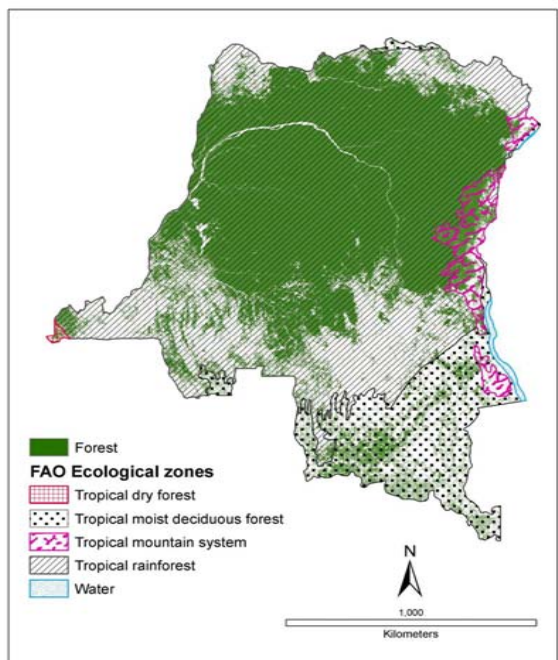 Forest
FAO Ecological zones
Tropical dry forest
Tropical moist deciduous forest
Tropical mountain system
Tropical rainforest
Water
N
1,000
Kilometers